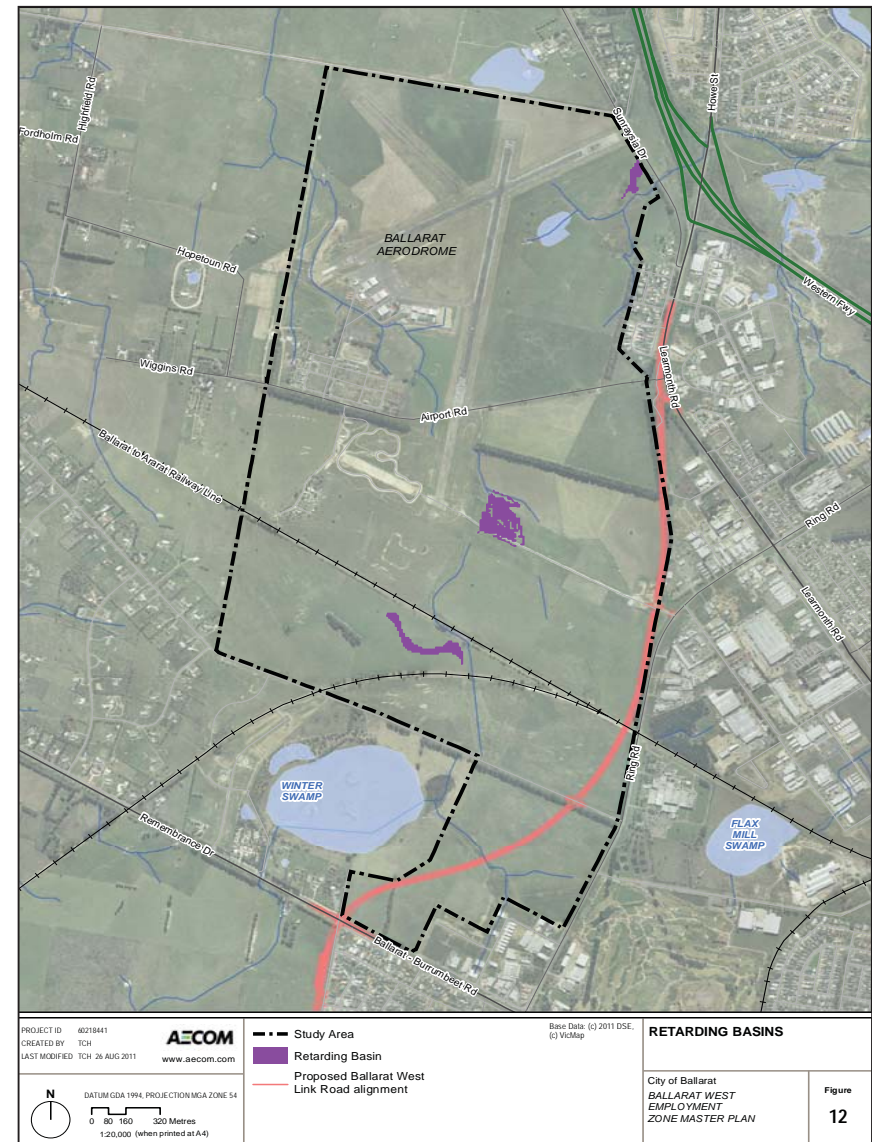 Highfield Rd
Fordholm Rd
Sunraysia Dr
Howe St
BALLARAT
AERODROME
Hopetoun Rd
Western Fwy
Wiggins Rd
Learmonth Rd
Airport Rd
Ballarat to Ararat Railway Line
Ring Rd
Learmonth Rd
Ring Rd
WINTER
SWAMP
FLAX
MILL
SWAMP
Remembrance Dr
Ballarat - Burrumbeet Rd
PROJECT ID 60218441
CREATED BY TCH
LAST MODIFIED TCH 26 AUG 2011
AECOM
www.aecom.com
N
DATUM GDA 1994, PROJECTION MGA ZONE 54
0 80 160 320 Metres
1:20,000 (when printed at A4)
Study Area
Retarding Basin
Proposed Ballarat West
Link Road alignment
Base Data: (c) 2011 DSE,
(c) VicMap
RETARDING BASINS
City of Ballarat
BALLARAT WEST
EMPLOYMENT
ZONE MASTER PLAN
Figure
12